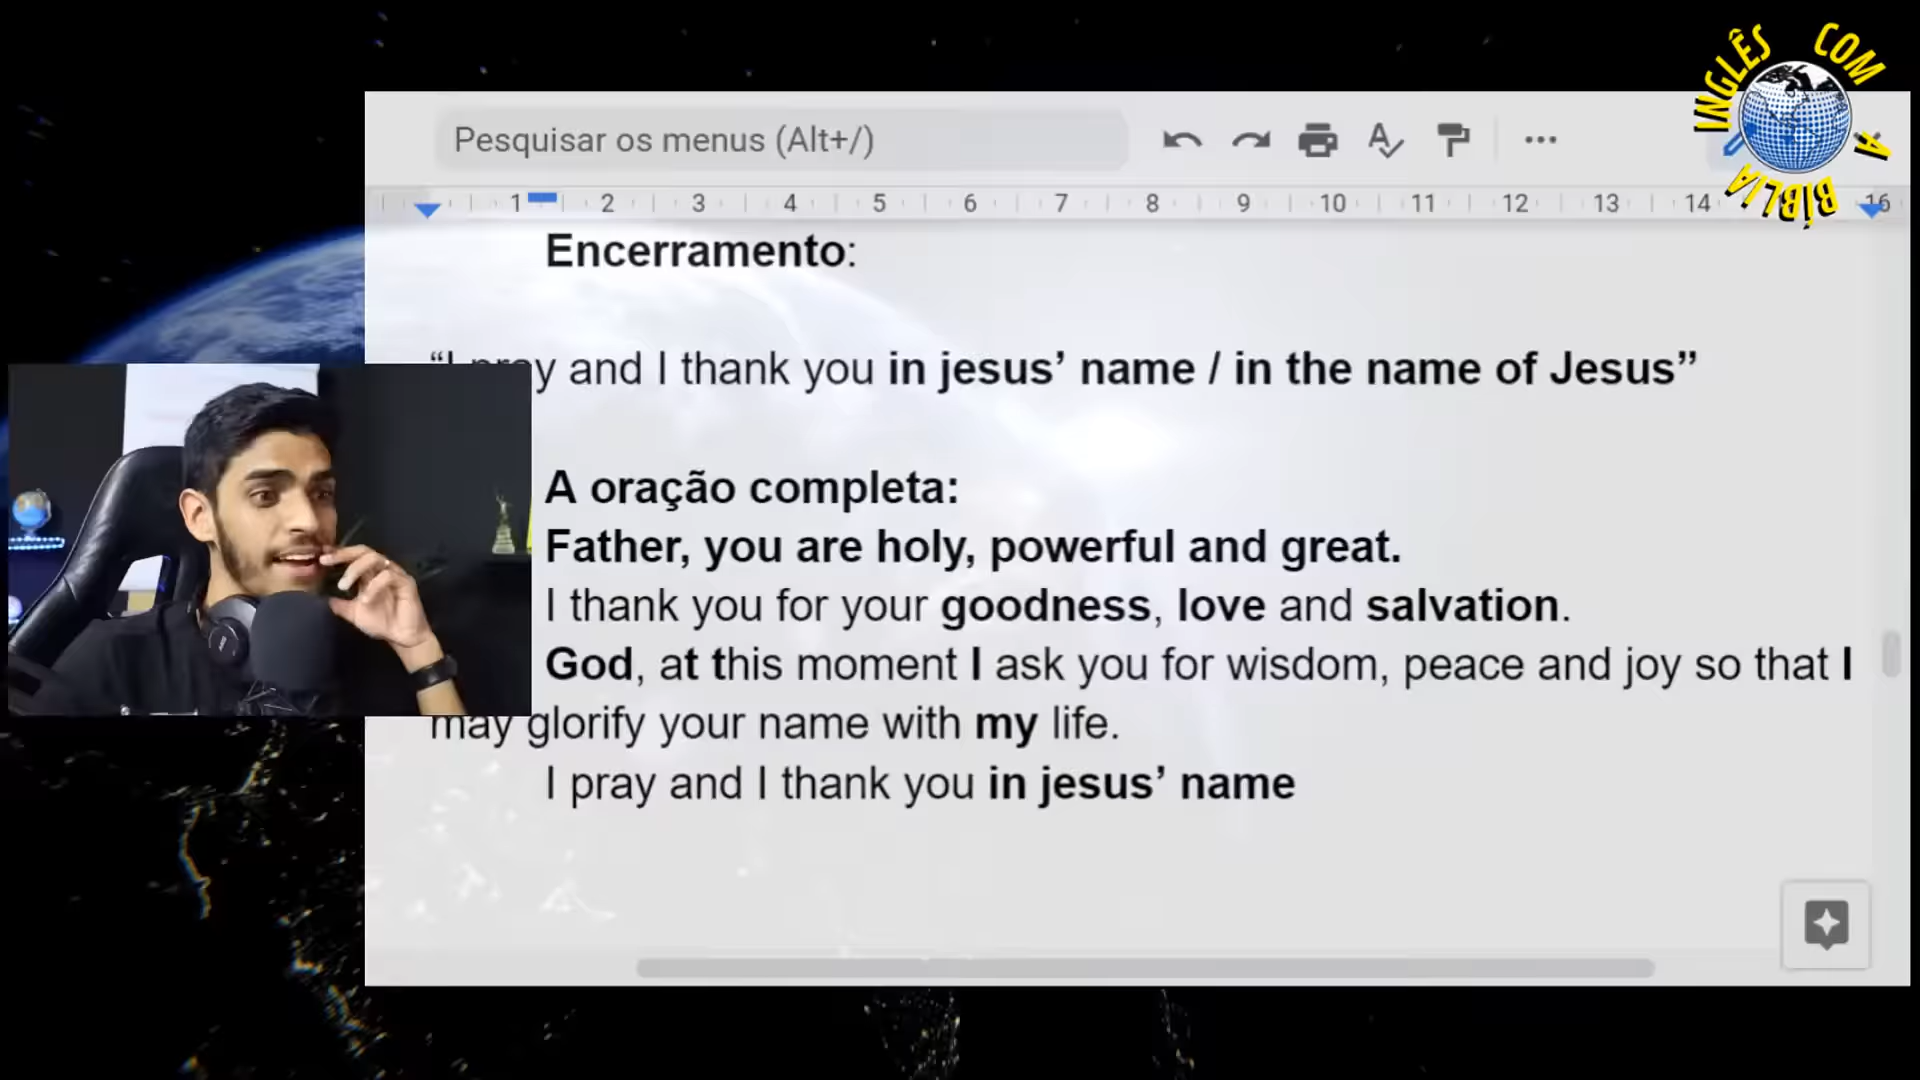 INGLÊS COM A BÍBLIA
Pesquisar os menus (Alt+/)
1 2 3 4 5 6 7 8 9 10 11 12 13 14 16
Encerramento:
“I pray and I thank you in jesus’ name / in the name of Jesus”
A oração completa:
Father, you are holy, powerful and great.
I thank you for your goodness, love and salvation.
God, at this moment I ask you for wisdom, peace and joy so that I
may glorify your name with my life.
I pray and I thank you in jesus’ name